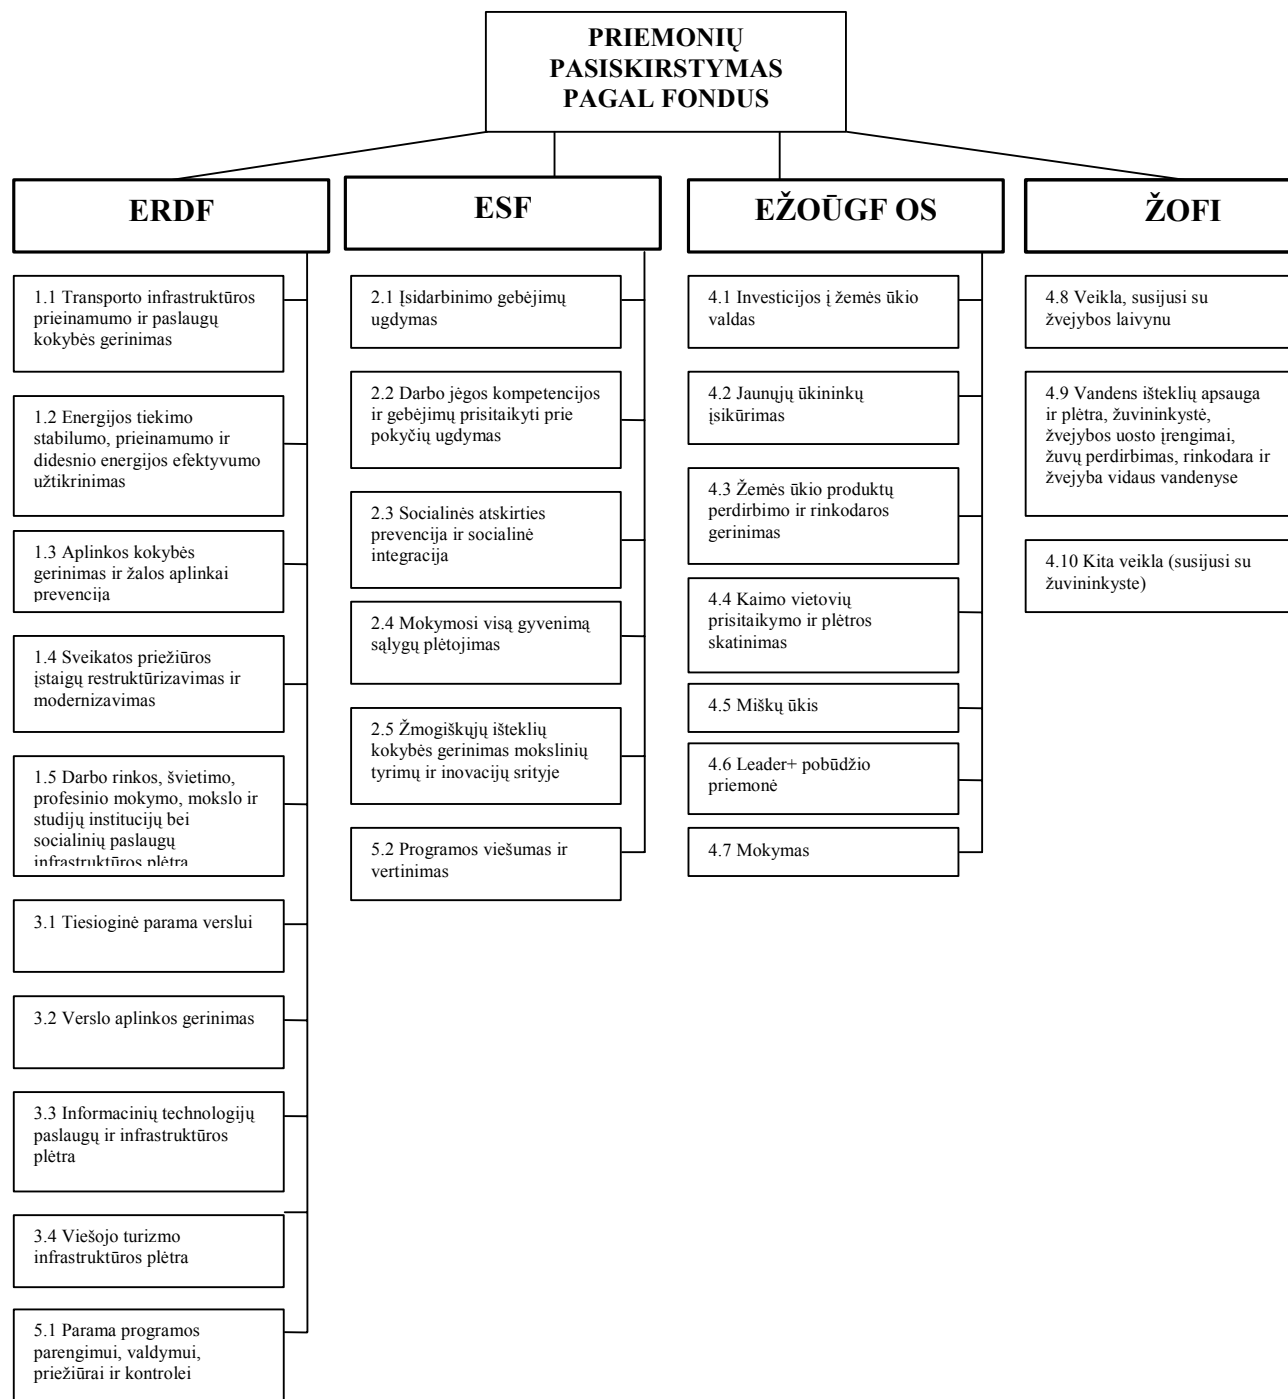 PRIEMONIŲ
PASISKIRSTYMAS
PAGAL FONDUS
ERDF
1.1 Transporto infrastruktūros
prieinamumo ir paslaugų
kokybės gerinimas
1.2 Energijos tiekimo
stabilumo, prieinamumo ir
didesnio energijos efektyvumo
užtikrinimas
1.3 Aplinkos kokybės
gerinimas ir žalos aplinkai
prevencija
1.4 Sveikatos priežiūros
įstaigų restruktūrizavimas ir
modernizavimas
1.5 Darbo rinkos, švietimo,
profesinio mokymo, mokslo ir
studijų institucijų bei
socialinių paslaugų
infrastruktūros plėtra
3.1 Tiesioginė parama verslui
3.2 Verslo aplinkos gerinimas
3.3 Informacinių technologijų
paslaugų ir infrastruktūros
plėtra
3.4 Viešojo turizmo
infrastruktūros plėtra
5.1 Parama programos
parengimui, valdymui,
priežiūrai ir kontrolei
ESF
2.1 Įsidarbinimo gebėjimų
ugdymas
2.2 Darbo jėgos kompetencijos
ir gebėjimų prisitaikyti prie
pokyčių ugdymas
2.3 Socialinės atskirties
prevencija ir socialinė
integracija
2.4 Mokymosi visą gyvenimą
sąlygų plėtojimas
2.5 Žmogiškųjų išteklių
kokybės gerinimas mokslinių
tyrimų ir inovacijų srityje
5.2 Programos viešumas ir
vertinimas
EŽOŪGF OS
4.1 Investicijos į žemės ūkio
valdas
4.2 Jaunųjų ūkininkų
įsikūrimas
4.3 Žemės ūkio produktų
perdirbimo ir rinkodaros
gerinimas
4.4 Kaimo vietovių
prisitaikymo ir plėtros
skatinimas
4.5 Miškų ūkis
4.6 Leader+ pobūdžio
priemonė
4.7 Mokymas
ŽOFI
4.8 Veikla, susijusi su
žvejybos laivynu
4.9 Vandens išteklių apsauga
ir plėtra, žuvininkystė,
žvejybos uosto įrengimai,
žuvų perdirbimas, rinkodara ir
žvejyba vidaus vandenyse
4.10 Kita veikla (susijusi su
žuvininkyste)